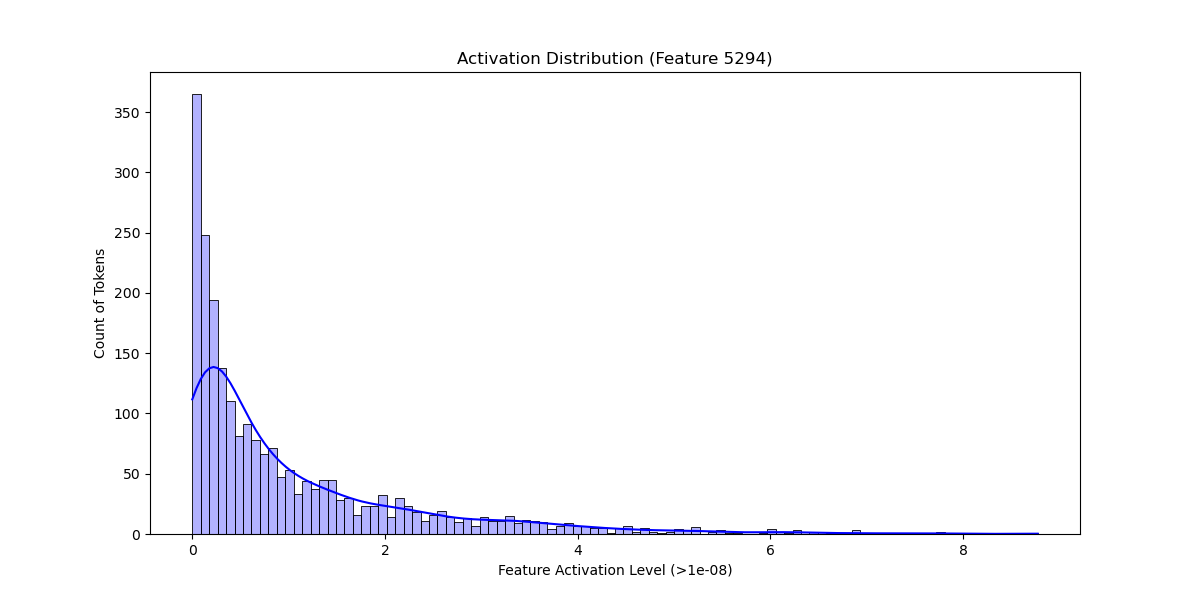 Activation Distribution (Feature 5294)
350
300
250
200
150
100
50
0
Count of Tokens
0 2 4 6 8
Feature Activation Level (>1e-08)